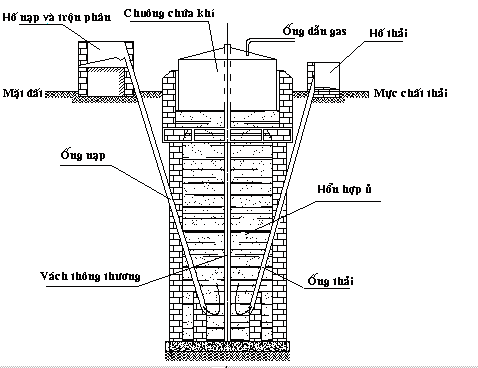 Hố nạp và trộn phân
Chuông chứa khí
Ống dẫn gas
Hố thải
Mặt đất
Mực chất thải
Ống nạp
Hổn hợp ủ
Vách thông thương
Ống thải